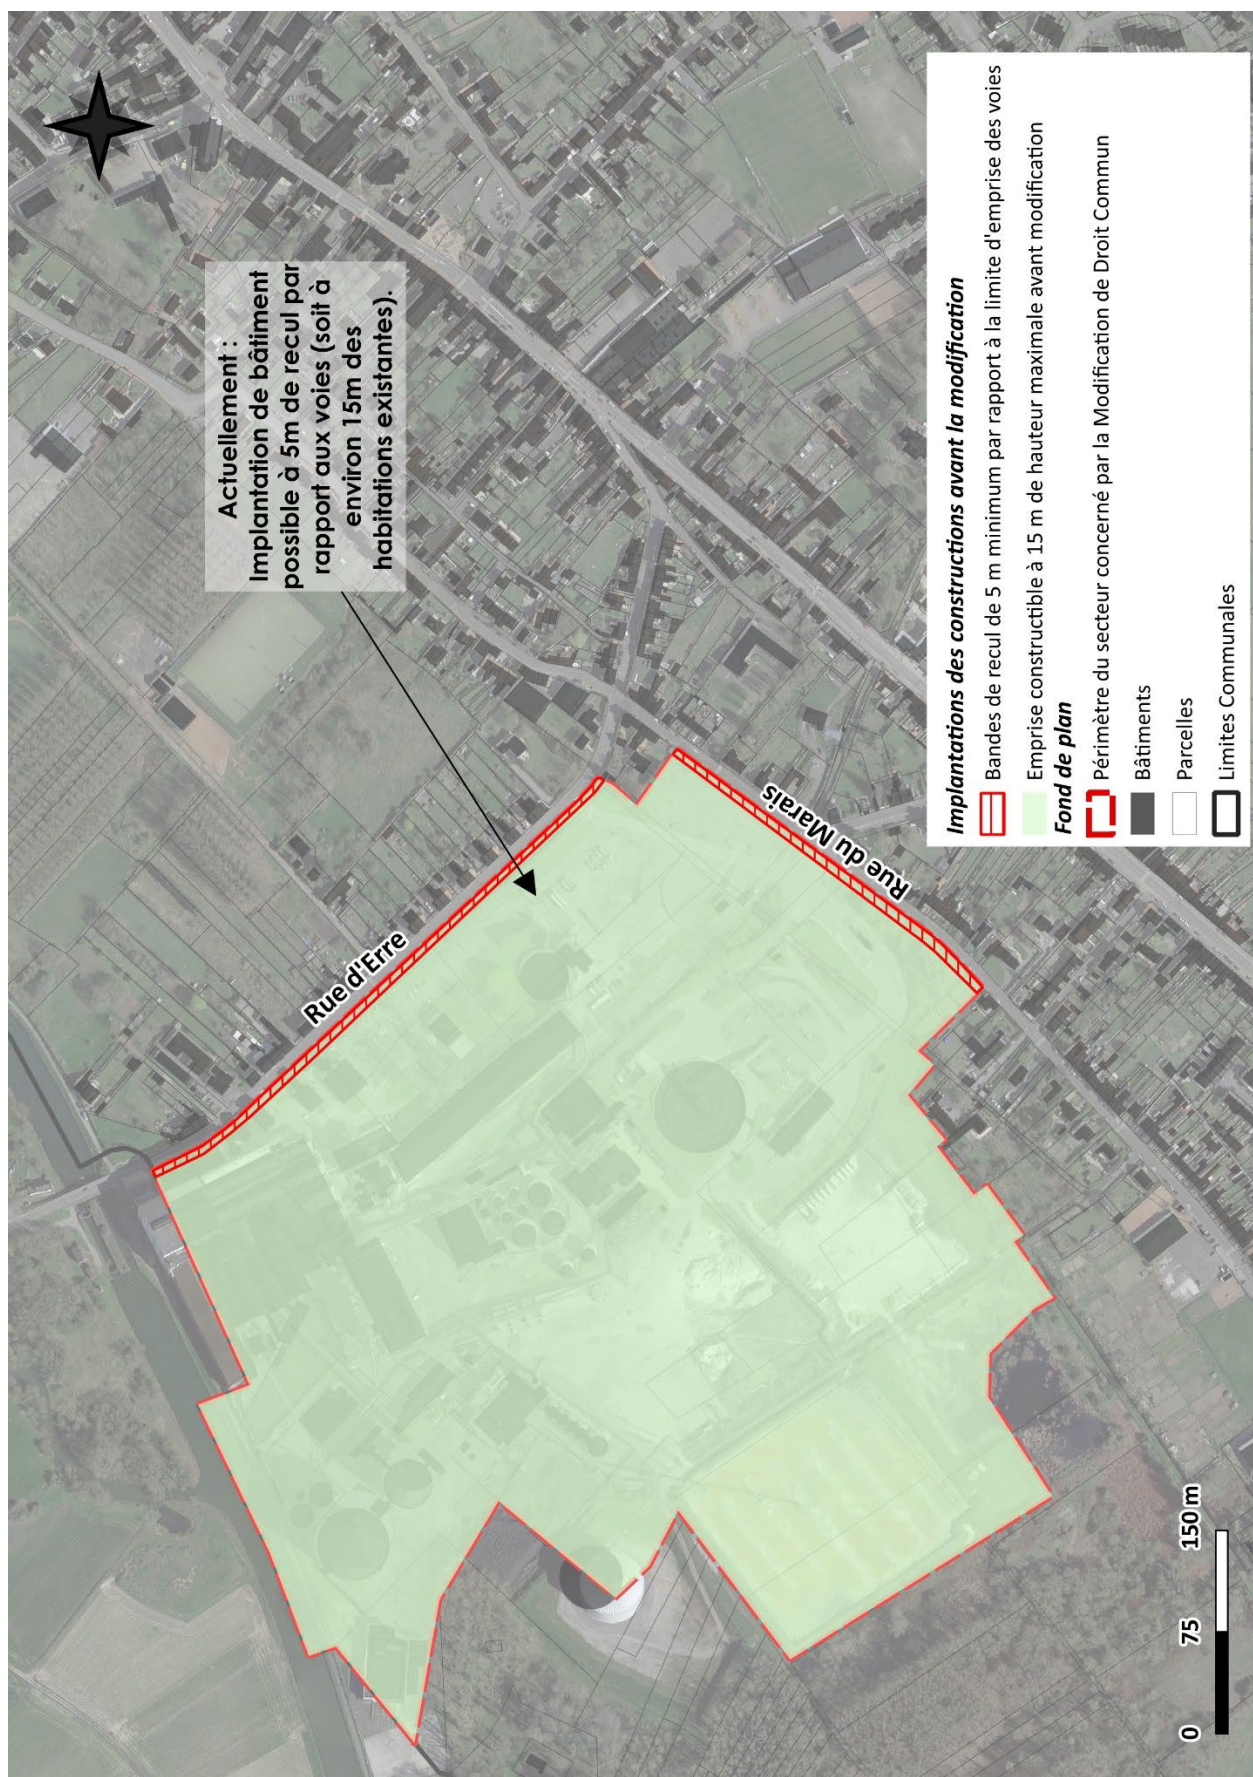 Actuellement :
Implantation de bâtiment
possible à 5m de recul par
rapport aux voies (soit à
environ 15m des
habitations existantes).
Rue d'Erre
Rue du Marais
Implantations des constructions avant la modification
Bandes de recul de 5 m minimum par rapport à la limite d'emprise des voies
Emprise constructible à 15 m de hauteur maximale avant modification
Fond de plan
Périmètre du secteur concerné par la Modification de Droit Commun
Bâtiments
Parcelles
Limites Communales
0 75 150 m